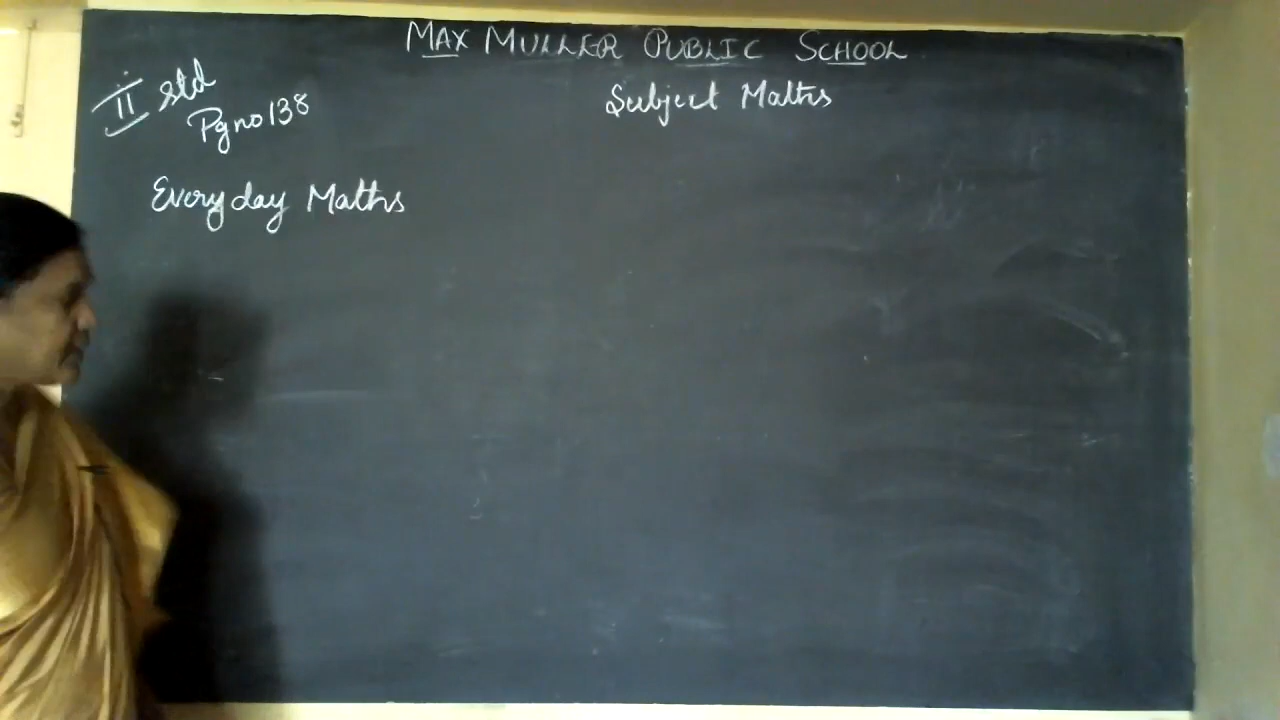 MAX MULLER PUBLIC SCHOOL
II std
Subject Maths
Pg no 138
Everyday Maths